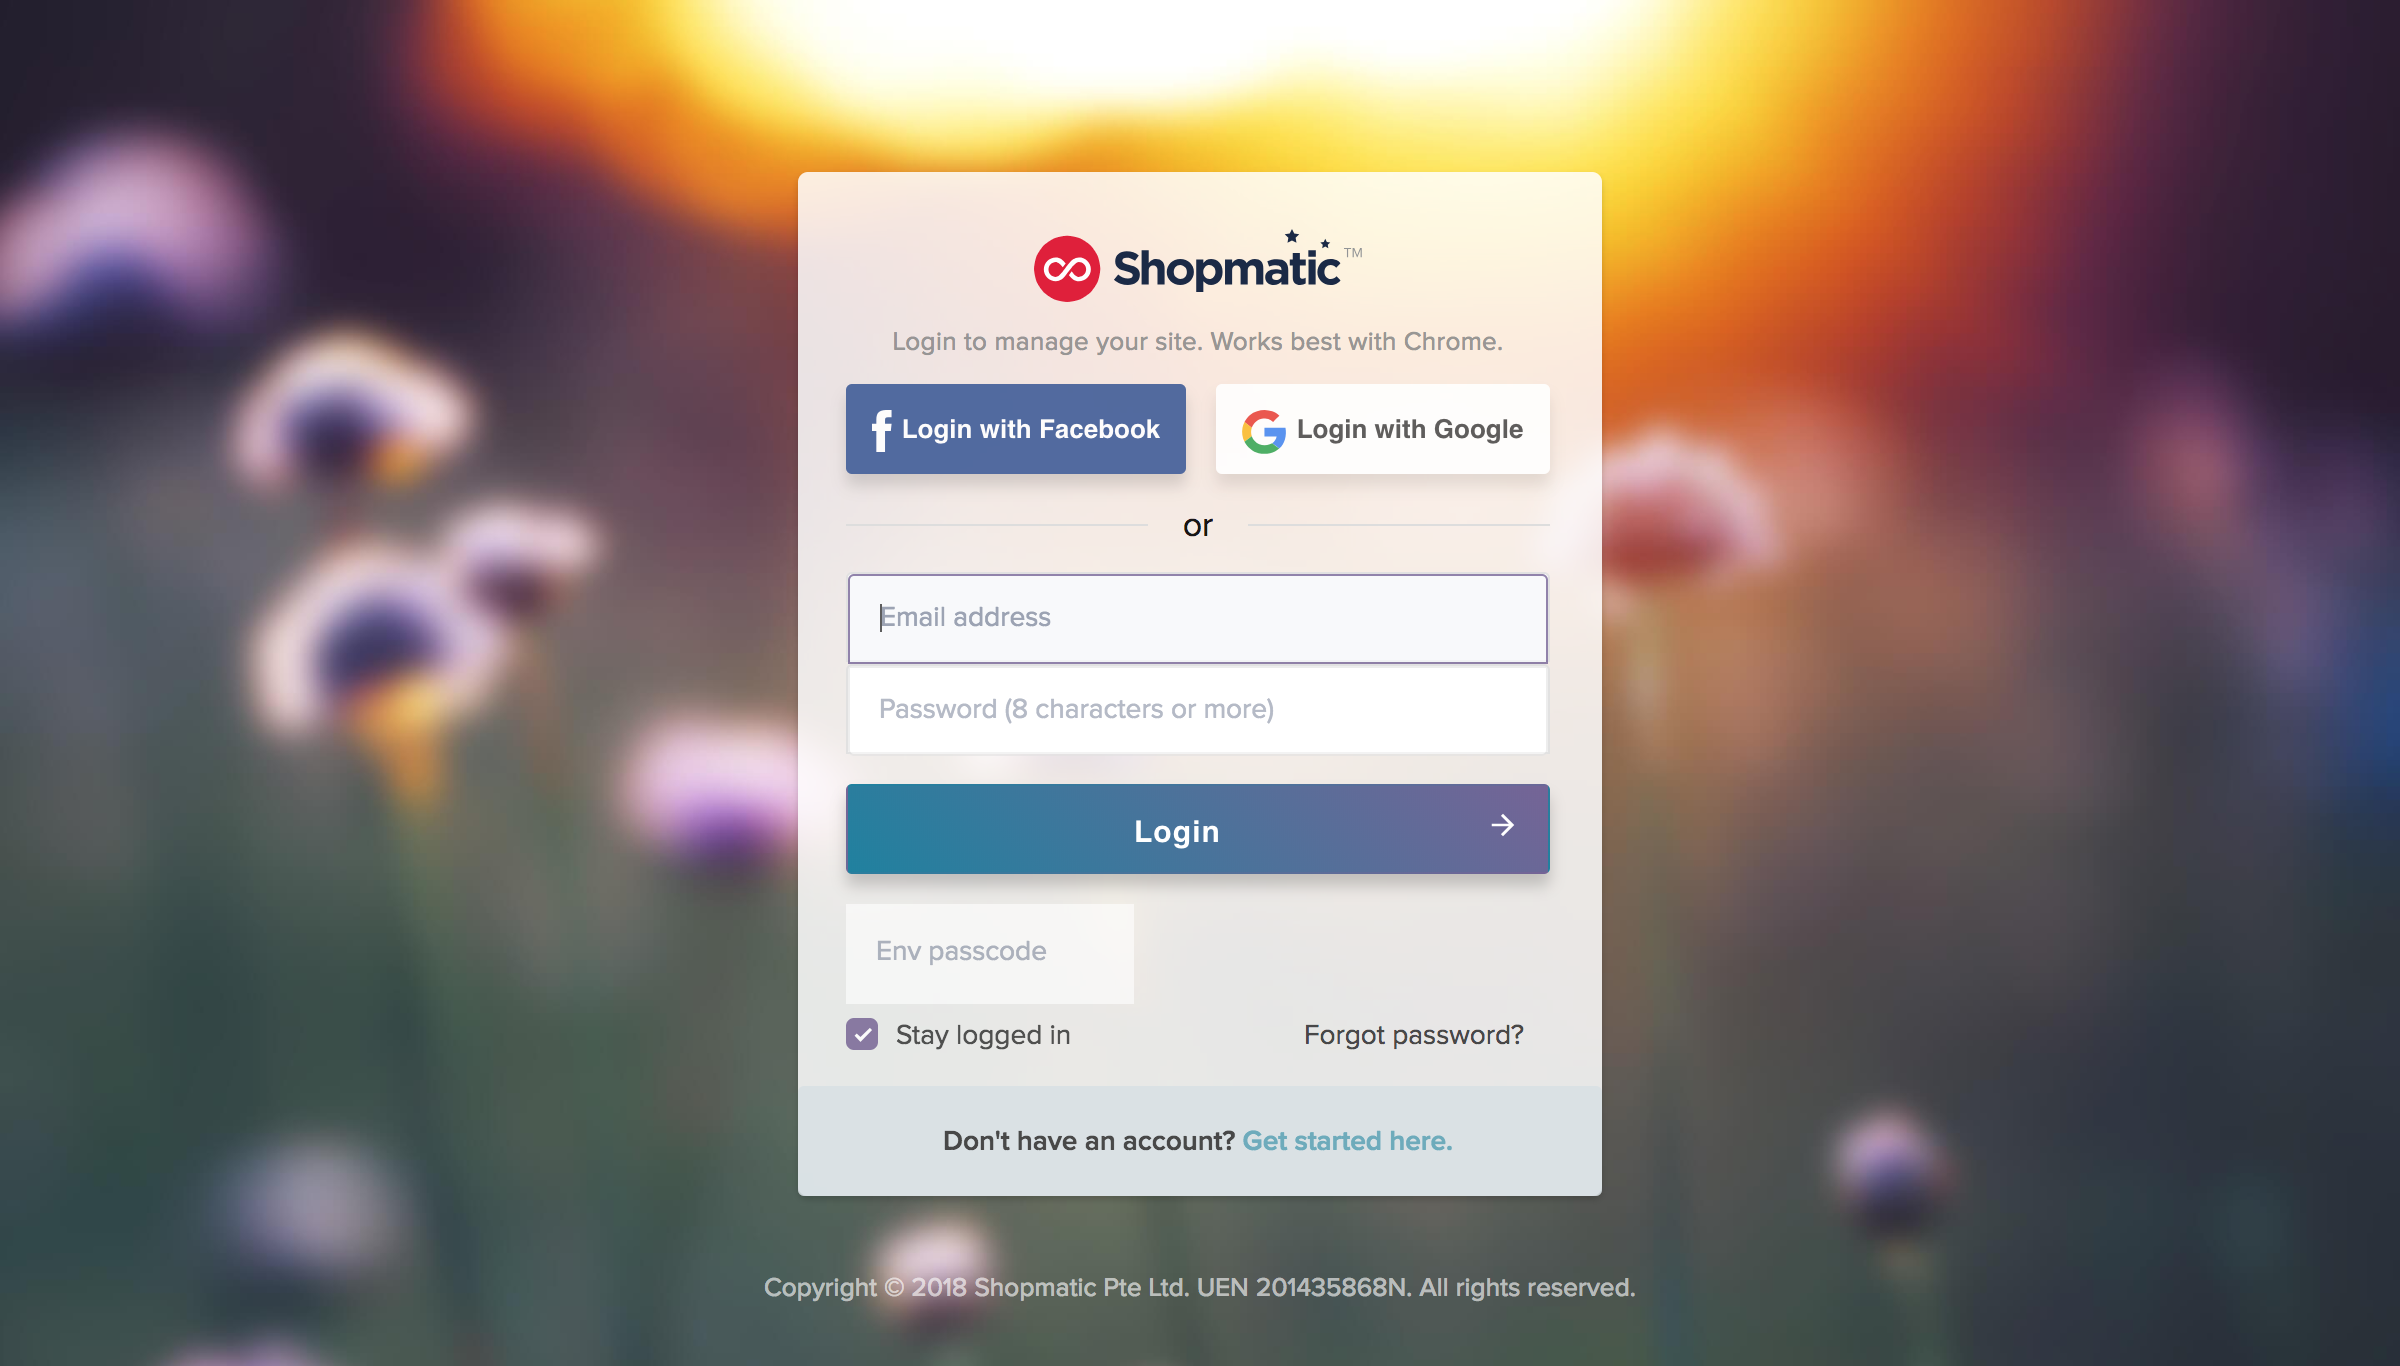 Shopmatic™
Login to manage your site. Works best with Chrome.
Login with Facebook
Login with Google
or
Email address
Password (8 characters or more)
Login
Env passcode
Stay logged in
Forgot password?
Don't have an account? Get started here.
Copyright © 2018 Shopmatic Pte Ltd. UEN 201435868N. All rights reserved.